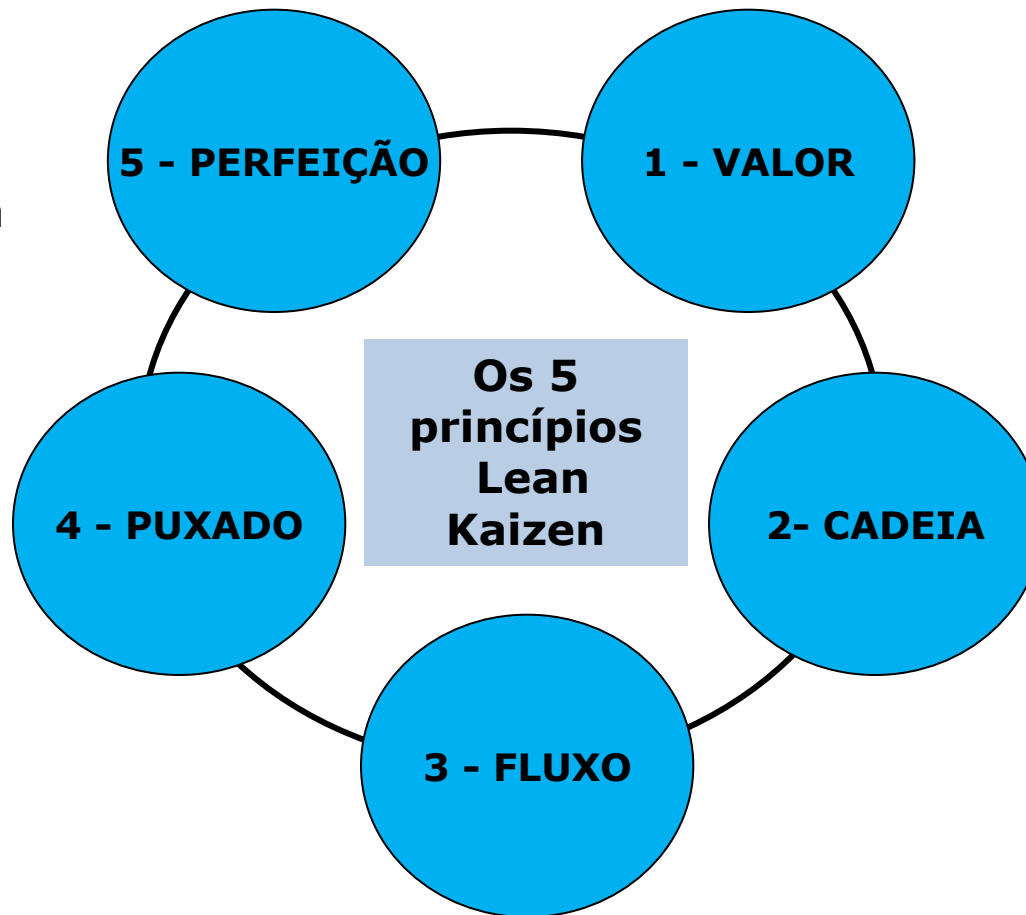 5 - PERFEIÇÃO
1 - VALOR
Os 5
princípios
Lean
Kaizen
4 - PUXADO
2- CADEIA
3 - FLUXO